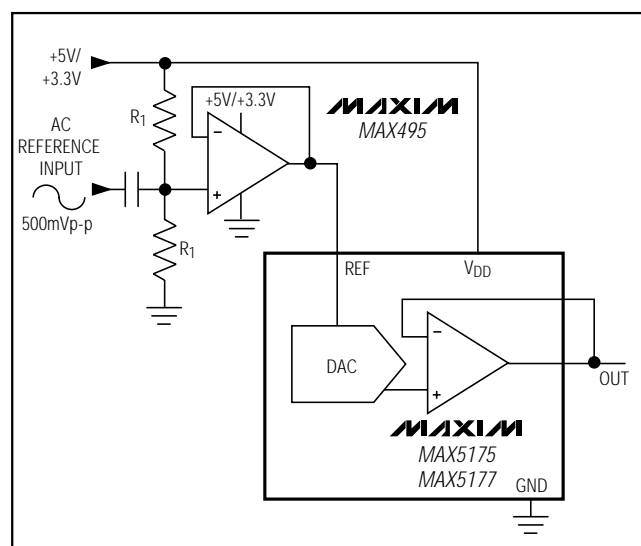 +5V/
+3.3V
R1
+5V/+3.3V
MAXIM
MAX495
AC
REFERENCE
INPUT
−
+
500mVp-p
R1
REF
VDD
DAC
−
+
OUT
MAXIM
MAX5175
MAX5177
GND